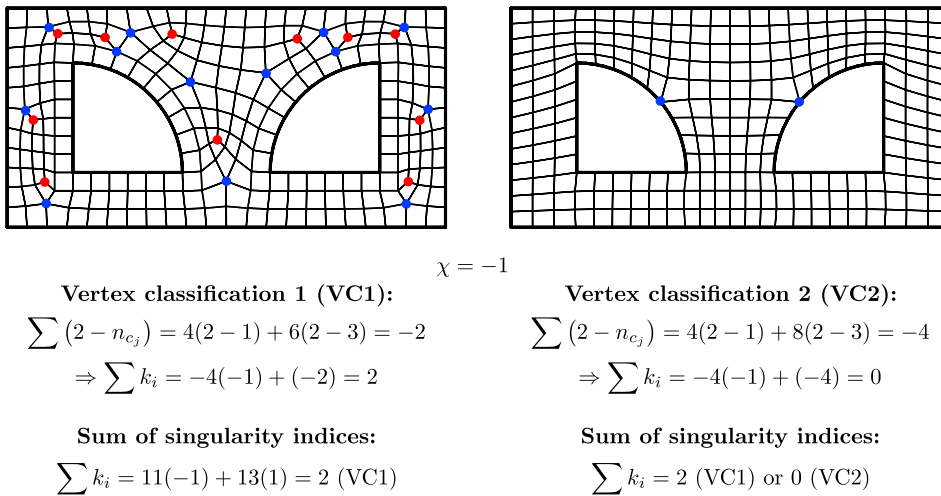 χ = −1
Vertex classification 1 (VC1):
∑ (2 − n_{c_j}) = 4(2 − 1) + 6(2 − 3) = −2
⇒ ∑ k_i = −4(−1) + (−2) = 2
Sum of singularity indices:
∑ k_i = 11(−1) + 13(1) = 2 (VC1)
Vertex classification 2 (VC2):
∑ (2 − n_{c_j}) = 4(2 − 1) + 8(2 − 3) = −4
⇒ ∑ k_i = −4(−1) + (−4) = 0
Sum of singularity indices:
∑ k_i = 2 (VC1) or 0 (VC2)